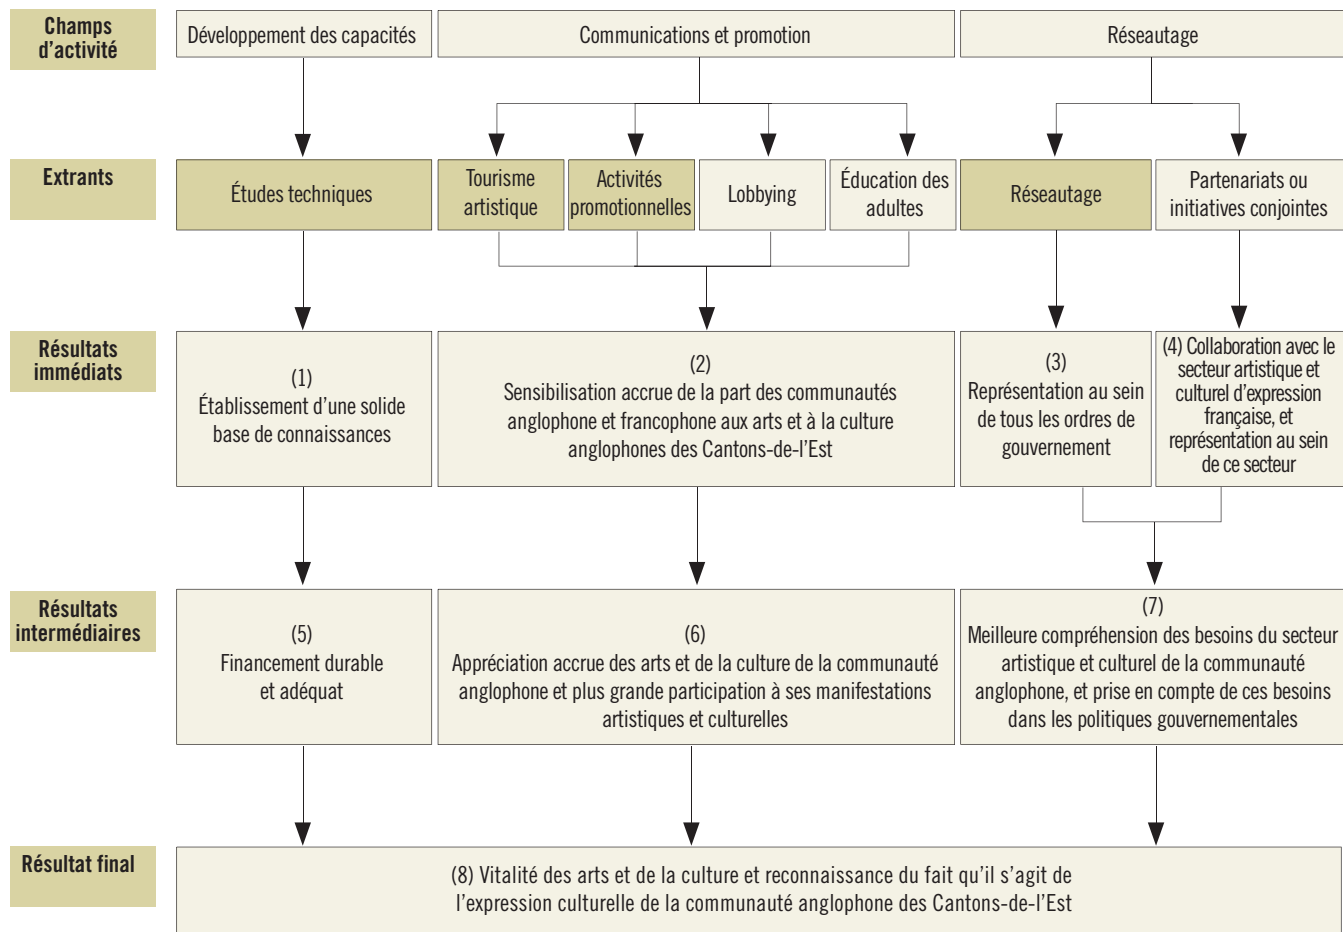 Champs
d’activité
Développement des capacités
Communications et promotion
Réseautage
Extrants
Études techniques
Tourisme
artistique
Activités
promotionnelles
Lobbying
Éducation des
adultes
Réseautage
Partenariats ou
initiatives conjointes
Résultats
immédiats
(1)
Établissement d’une solide
base de connaissances
(2)
Sensibilisation accrue de la part des communautés
anglophone et francophone aux arts et à la culture
anglophones des Cantons-de-l’Est
(3)
Représentation au sein
de tous les ordres de
gouvernement
(4) Collaboration avec le
secteur artistique et
culturel d’expression
française, et
représentation au sein
de ce secteur
Résultats
intermédiaires
(5)
Financement durable
et adéquat
(6)
Appréciation accrue des arts et de la culture de la communauté
anglophone et plus grande participation à ses manifestations
artistiques et culturelles
(7)
Meilleure compréhension des besoins du secteur
artistique et culturel de la communauté
anglophone, et prise en compte de ces besoins
dans les politiques gouvernementales
Résultat final
(8) Vitalité des arts et de la culture et reconnaissance du fait qu’il s’agit de
l’expression culturelle de la communauté anglophone des Cantons-de-l’Est